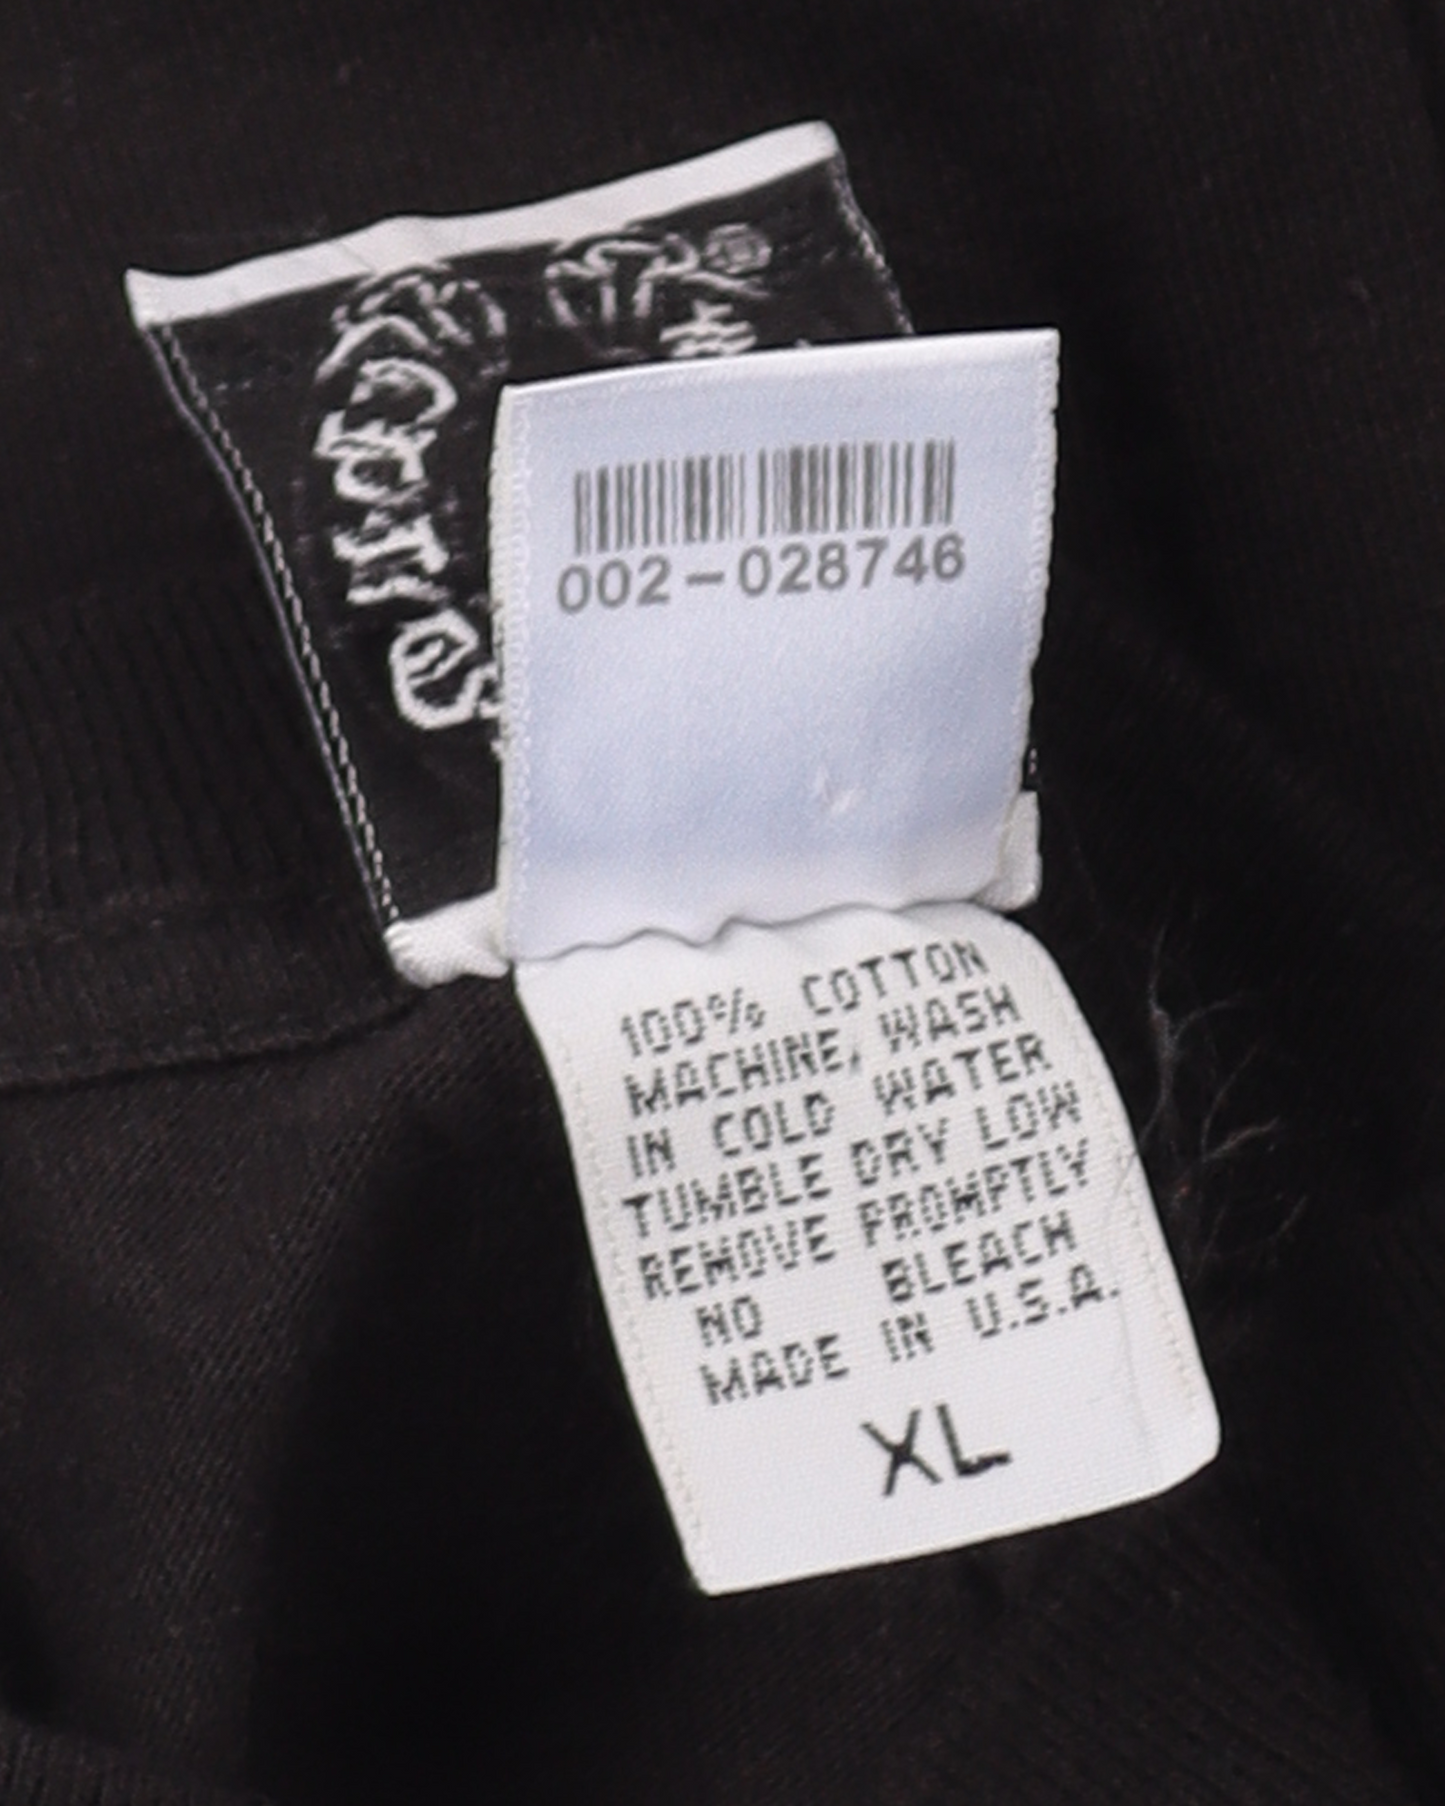 002-028746
100% COTTON
MACHINE, WASH
IN COLD WATER
TUMBLE DRY LOW
REMOVE PROMPTLY
NO BLEACH
MADE IN U.S.A.
XL